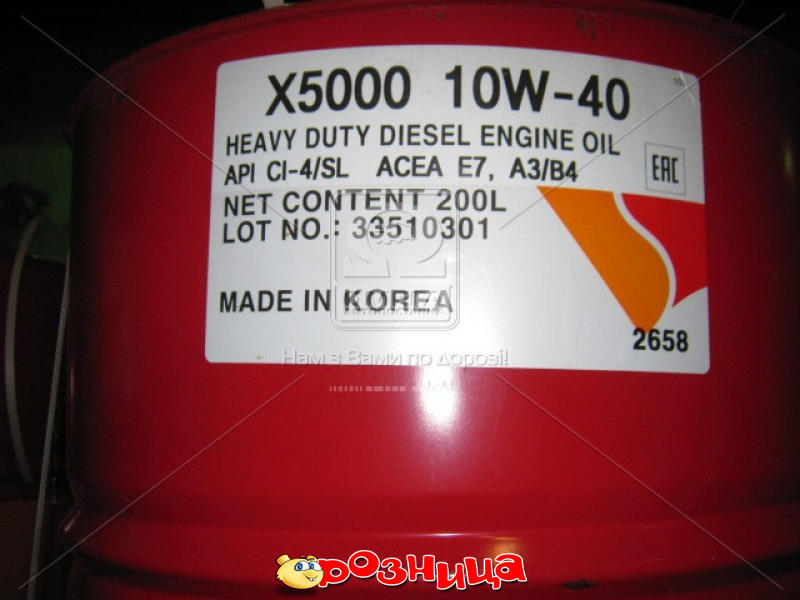 X5000 10W-40
HEAVY DUTY DIESEL ENGINE OIL
API CI-4/SL ACEA E7, A3/B4
EAC
NET CONTENT 200L
LOT NO.: 33510301
MADE IN KOREA
2658
Нам з Вами по дорозі!
розница